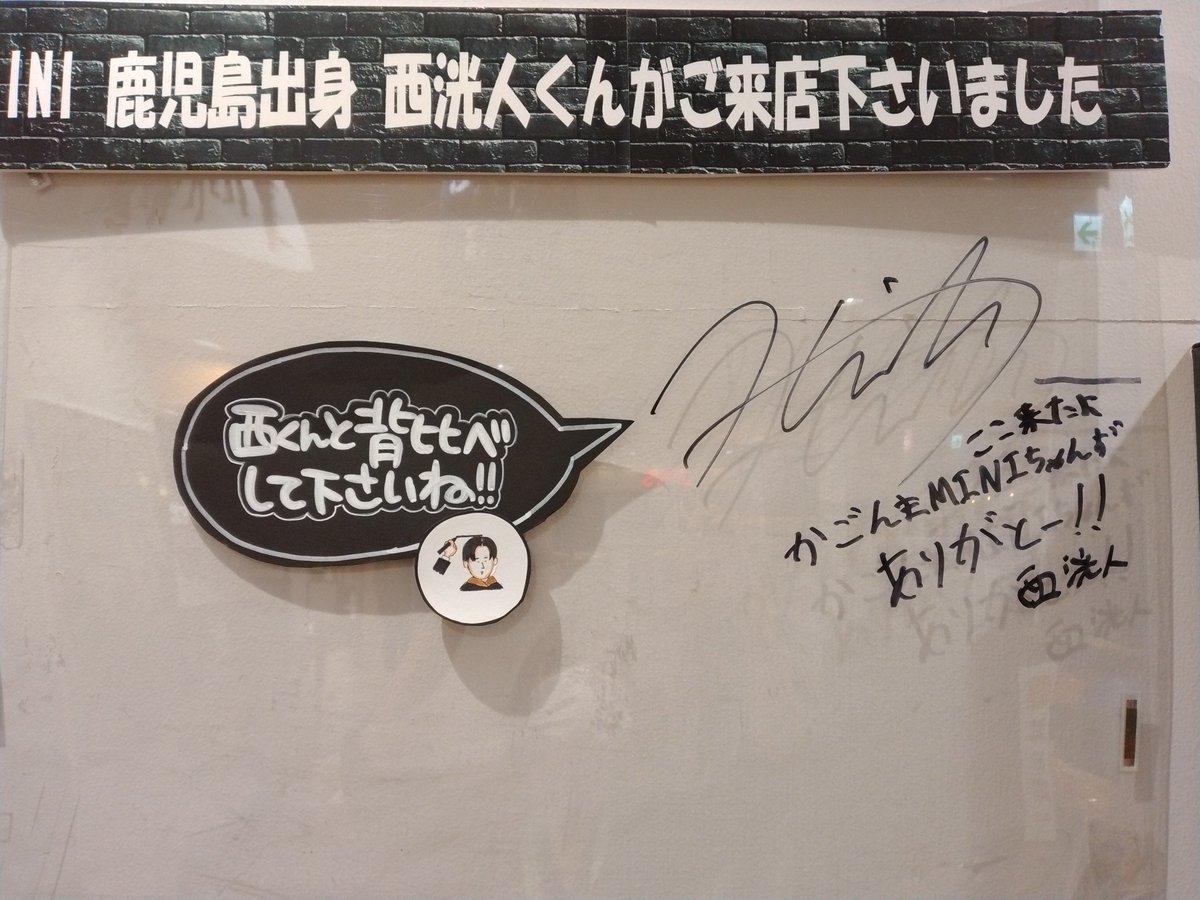 INI 鹿児島出身 西洸人くんがご来店下さいました
西くんと背比べ
して下さいね!!
ここ来たよ
かごんまMINIちゃんず
ありがとー!!
西洸人